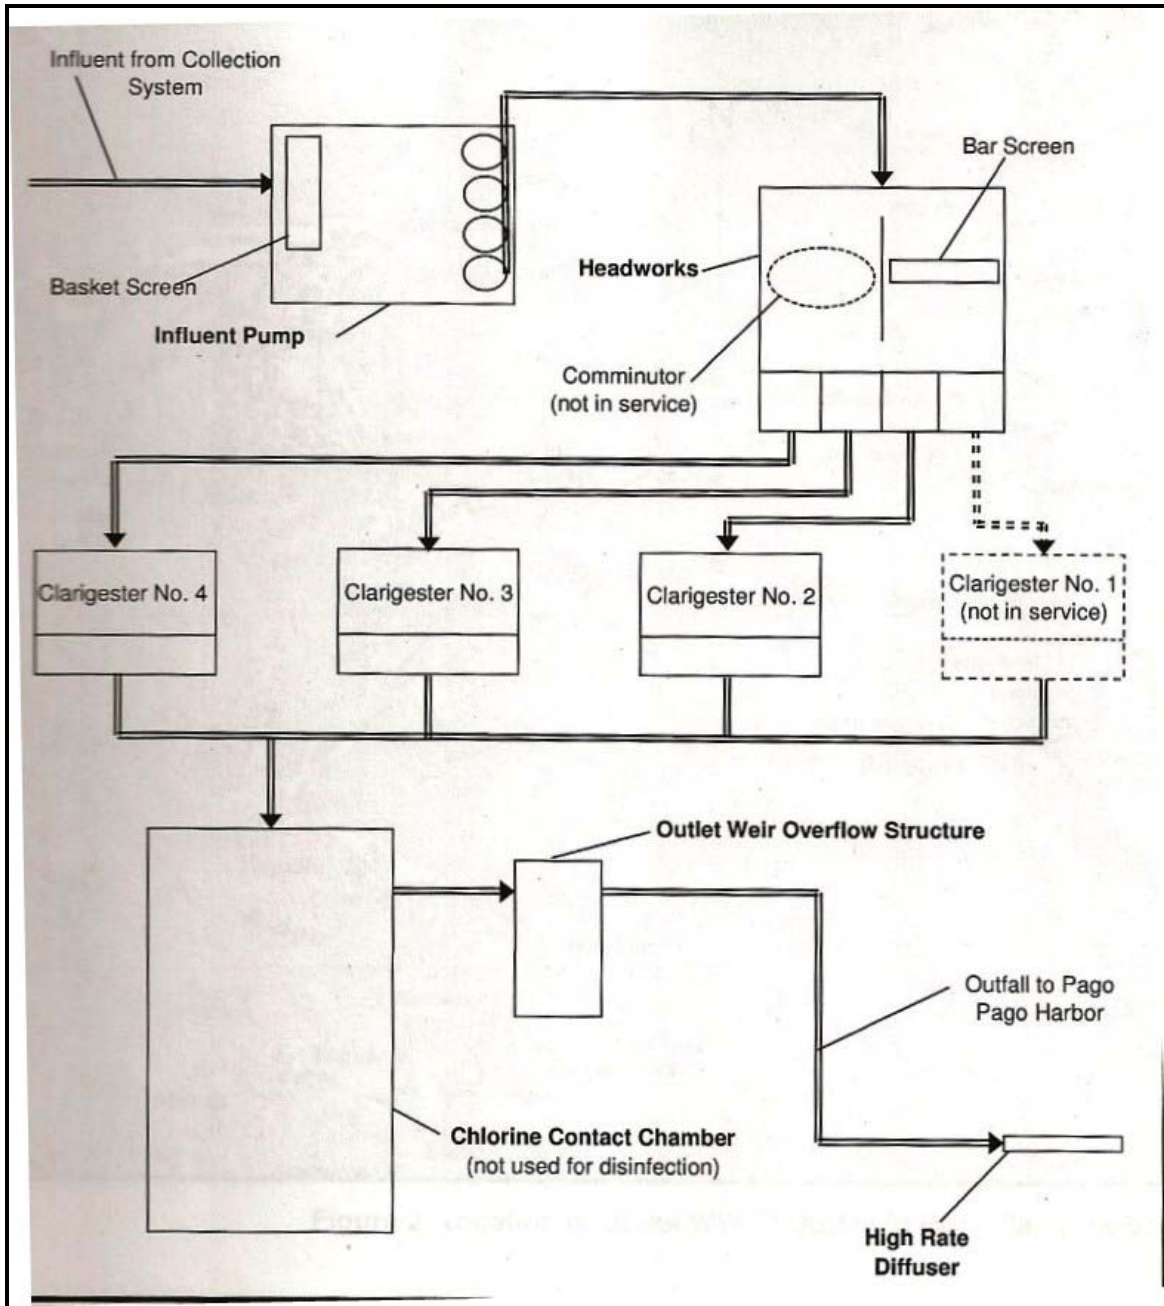 Influent from Collection
System
Bar Screen
Headworks
Basket Screen
Influent Pump
Comminutor
(not in service)
Clarigester No. 4
Clarigester No. 3
Clarigester No. 2
Clarigester No. 1
(not in service)
Outlet Weir Overflow Structure
Outfall to Pago
Pago Harbor
Chlorine Contact Chamber
(not used for disinfection)
High Rate
Diffuser